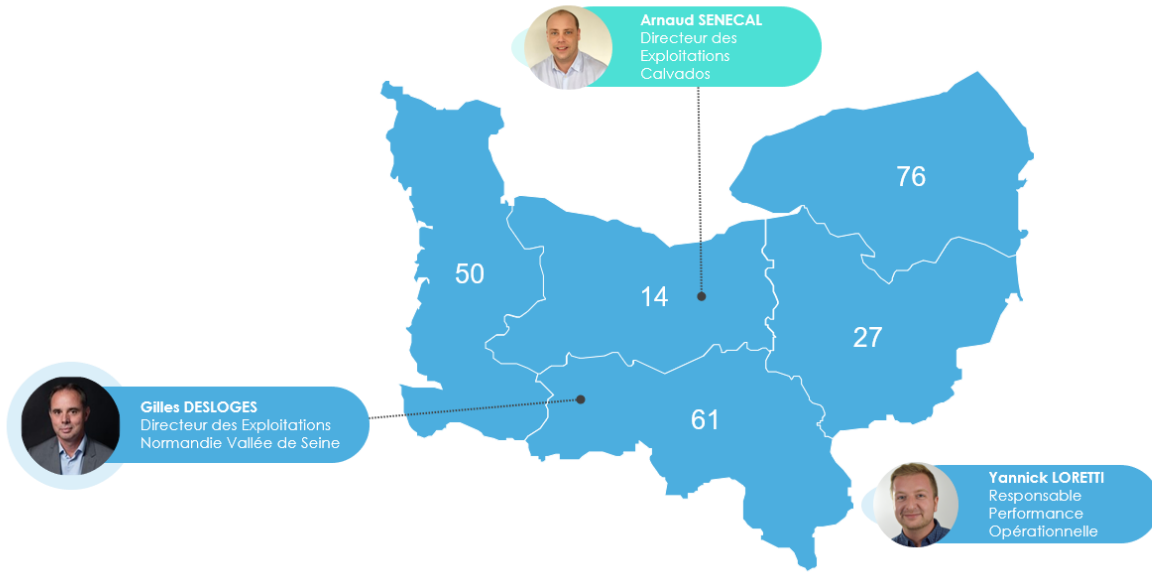 Arnaud SENECAL
Directeur des
Exploitations
Calvados
76
50
14
27
Gilles DESLOGES
Directeur des Exploitations
Normandie Vallée de Seine
61
Yannick LORETTI
Responsable
Performance
Opérationnelle